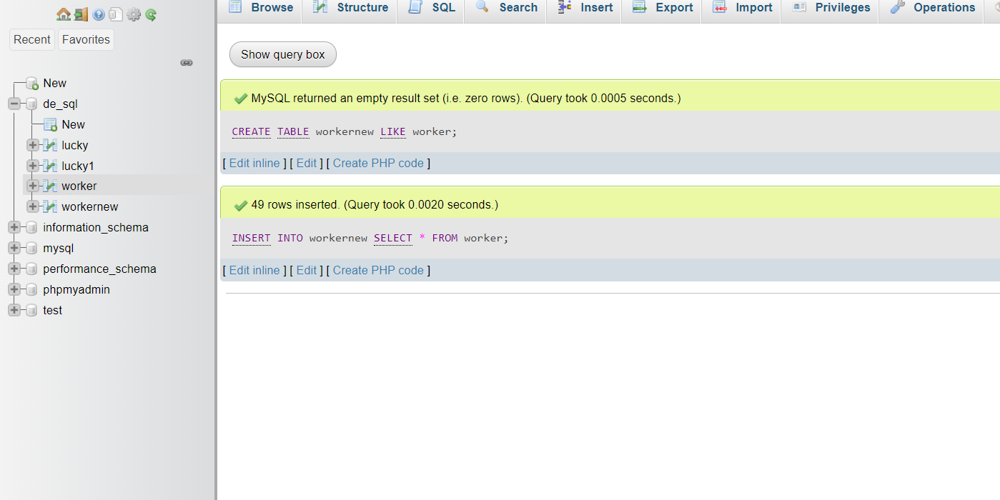 Browse Structure SQL Search Insert Export Import Privileges Operations
Recent Favorites
New
de_sql
New
lucky
lucky1
worker
workernew
information_schema
mysql
performance_schema
phpmyadmin
test
Show query box
MySQL returned an empty result set (i.e. zero rows). (Query took 0.0005 seconds.)
CREATE TABLE workernew LIKE worker;
[ Edit inline ] [ Edit ] [ Create PHP code ]
49 rows inserted. (Query took 0.0020 seconds.)
INSERT INTO workernew SELECT * FROM worker;
[ Edit inline ] [ Edit ] [ Create PHP code ]